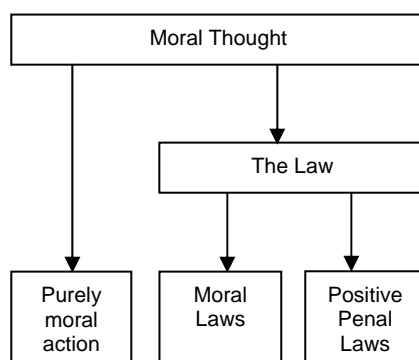 Moral Thought
The Law
Purely
moral
action
Moral
Laws
Positive
Penal
Laws